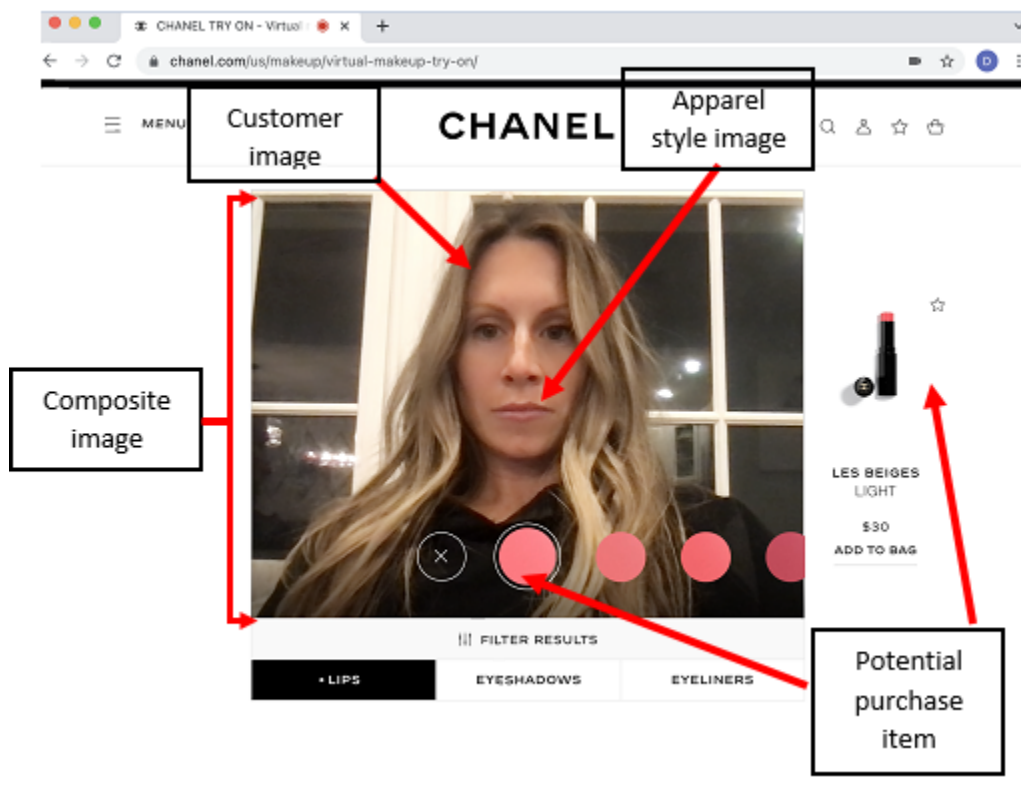 CHANEL TRY ON - Virtual
chanel.com/us/makeup/virtual-makeup-try-on/
D
MENU
Customer
image
CHANEL
Apparel
style image
Composite
image
LES BEIGES
LIGHT
$30
ADD TO BAG
FILTER RESULTS
• LIPS
EYESHADOWS
EYELINERS
Potential
purchase
item